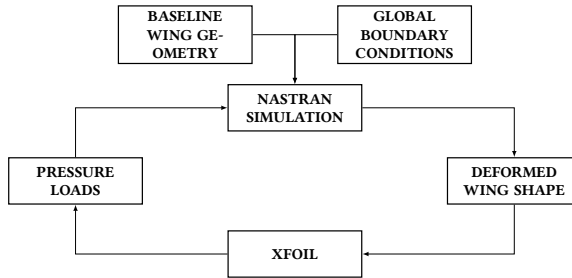 BASELINE
WING GE-
OMETRY
GLOBAL
BOUNDARY
CONDITIONS
NASTRAN
SIMULATION
PRESSURE
LOADS
DEFORMED
WING SHAPE
XFOIL